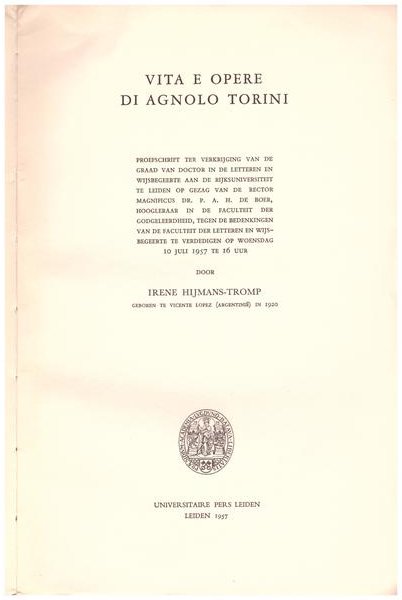 VITA E OPERE
DI AGNOLO TORINI
PROEFSCHRIFT TER VERKRIJGING VAN DE
GRAAD VAN DOCTOR IN DE LETTEREN EN
WIJSBEGEERTE AAN DE RIJKSUNIVERSITEIT
TE LEIDEN OP GEZAG VAN DE RECTOR
MAGNIFICUS DR. P. A. H. DE BOER,
HOOGLERAAR IN DE FACULTEIT DER
GODGELEERDHEID, TEGEN DE BEDENKINGEN
VAN DE FACULTEIT DER LETTEREN EN WIJS-
BEGEERTE TE VERDEDIGEN OP WOENSDAG
10 JULI 1957 TE 16 UUR
DOOR
IRENE HIJMANS-TROMP
GEBOREN TE VICENTE LOPEZ (ARGENTINIË) IN 1920
UNIVERSITAIRE PERS LEIDEN
LEIDEN 1957